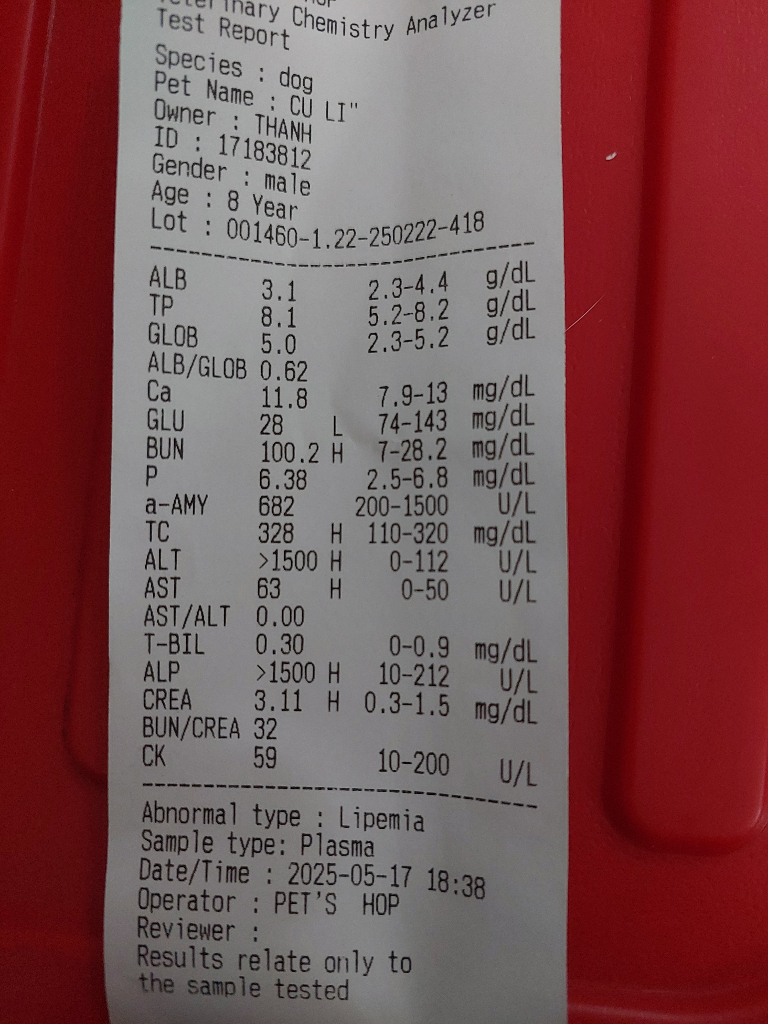 Chemistry Analyzer
Test Report
Species : dog
Pet Name : CU LI"
Owner : THANH
ID : 17183812
Gender : male
Age : 8 Year
Lot : 001460-1.22-250222-418
ALB 3.1 2.3-4.4 g/dL
TP 8.1 5.2-8.2 g/dL
GLOB 5.0 2.3-5.2 g/dL
ALB/GLOB 0.62
Ca 11.8 7.9-13 mg/dL
GLU 28 L 74-143 mg/dL
BUN 100.2 H 7-28.2 mg/dL
P 6.38 2.5-6.8 mg/dL
a-AMY 682 200-1500 U/L
TC 328 H 110-320 mg/dL
ALT >1500 H 0-112 U/L
AST 63 H 0-50 U/L
AST/ALT 0.00
T-BIL 0.30 0-0.9 mg/dL
ALP >1500 H 10-212 U/L
CREA 3.11 H 0.3-1.5 mg/dL
BUN/CREA 32
CK 59 10-200 U/L
Abnormal type : Lipemia
Sample type: Plasma
Date/Time : 2025-05-17 18:38
Operator : PET'S HOP
Reviewer :
Results relate only to
the sample tested